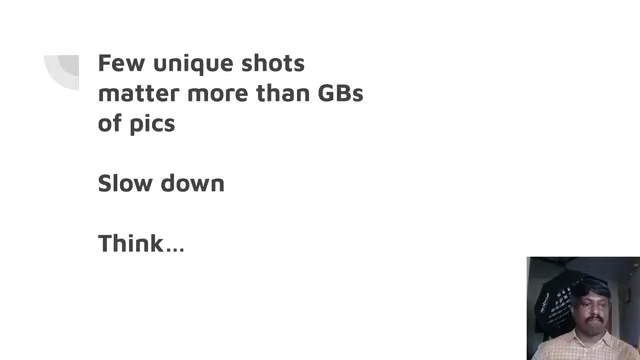 Few unique shots
matter more than GBs
of pics
Slow down
Think...